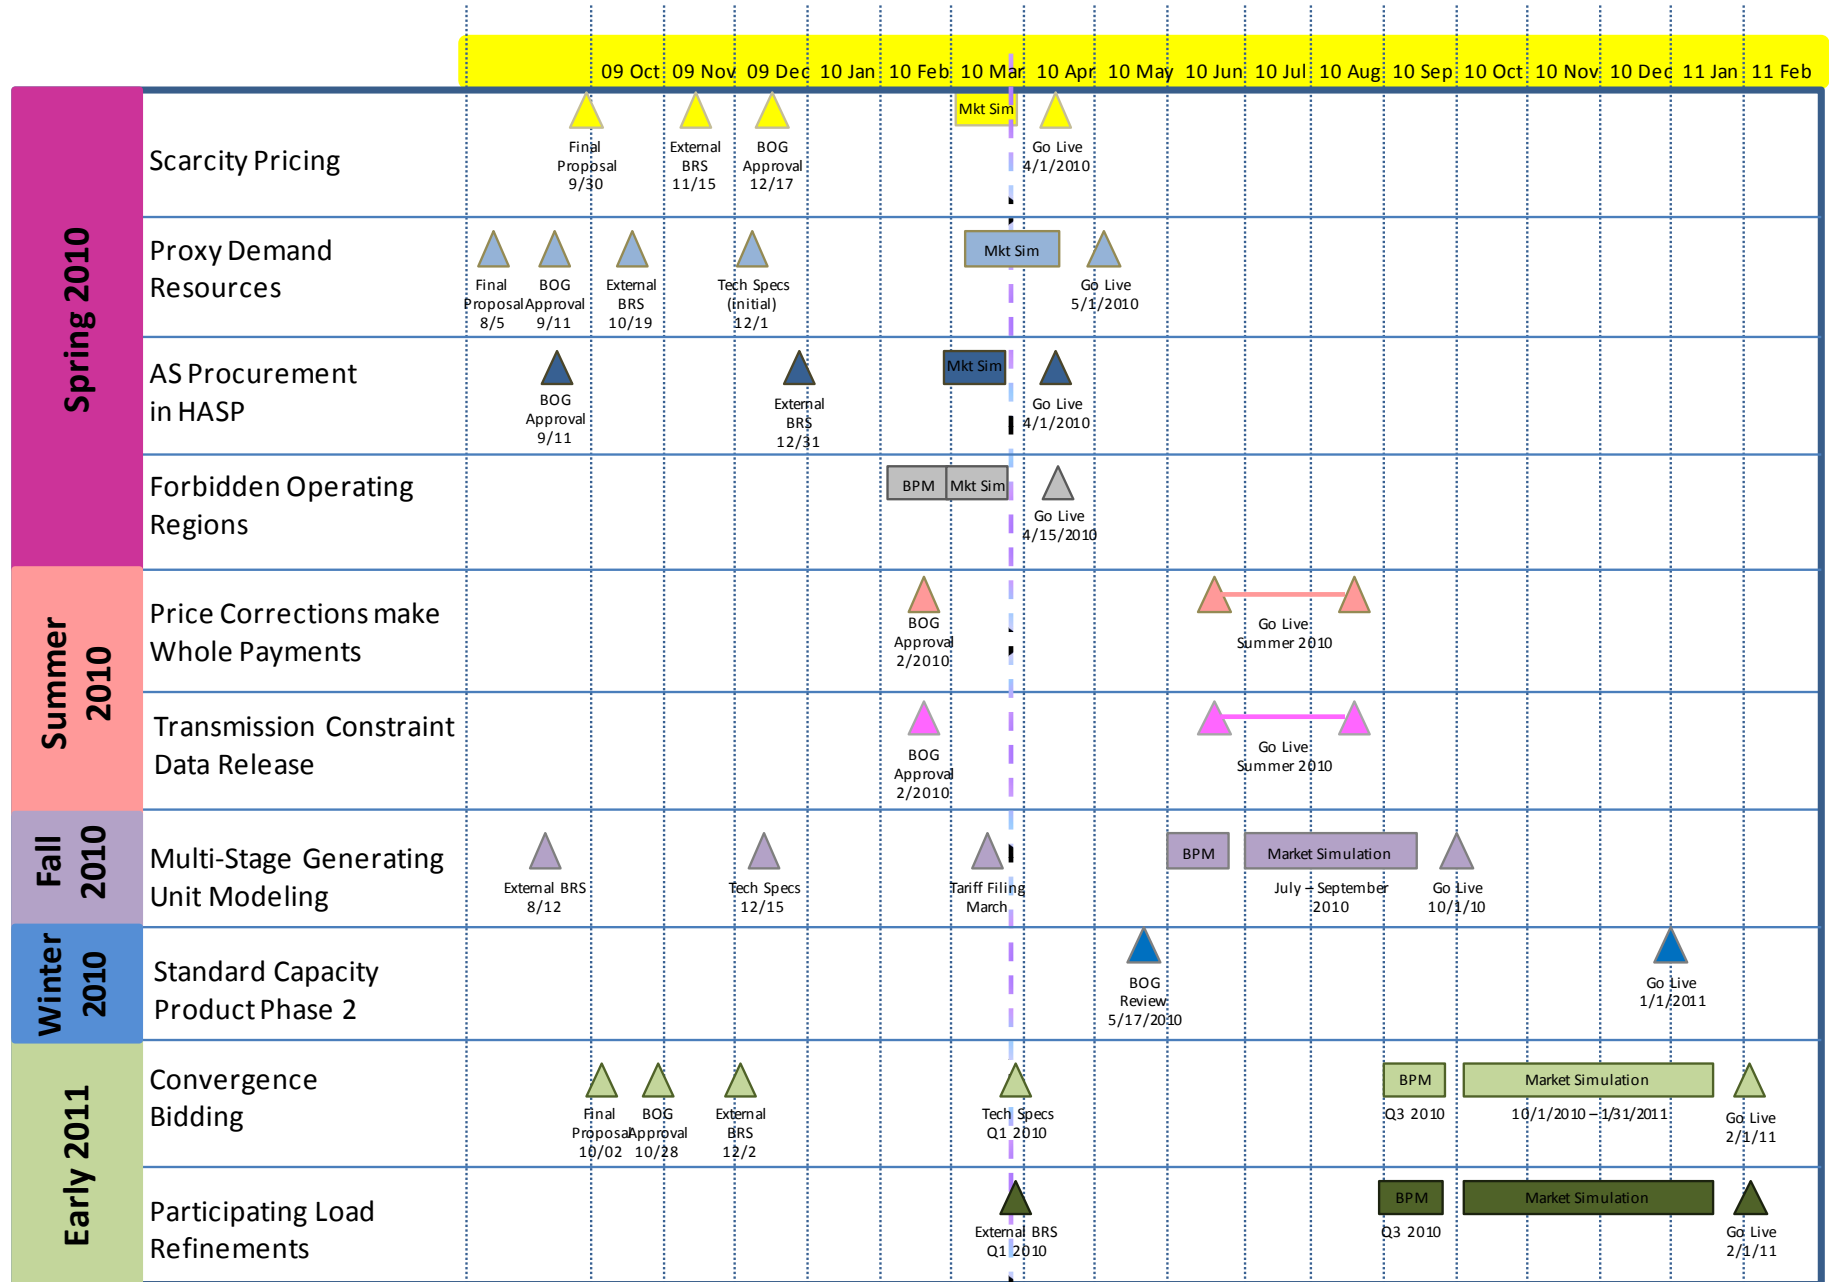 09 Oct 09 Nov 09 Dec 10 Jan 10 Feb 10 Mar 10 Apr 10 May 10 Jun 10 Jul 10 Aug 10 Sep 10 Oct 10 Nov 10 Dec 11 Jan 11 Feb
Spring 2010
Scarcity Pricing
Final
Proposal
9/30
External
BRS
11/15
BOG
Approval
12/17
Mkt Sim
Go Live
4/1/2010
Proxy Demand
Resources
Final
Proposal
8/5
BOG
Approval
9/11
External
BRS
10/19
Tech Specs
(initial)
12/1
Mkt Sim
Go Live
5/1/2010
AS Procurement
in HASP
BOG
Approval
9/11
External
BRS
12/31
Mkt Sim
Go Live
4/1/2010
Forbidden Operating
Regions
BPM
Mkt Sim
Go Live
4/15/2010
Summer
2010
Price Corrections make
Whole Payments
BOG
Approval
2/2010
Go Live
Summer 2010
Transmission Constraint
Data Release
BOG
Approval
2/2010
Go Live
Summer 2010
Fall
2010
Multi-Stage Generating
Unit Modeling
External BRS
8/12
Tech Specs
12/15
Tariff Filing
March
BPM
Market Simulation
July – September
2010
Go Live
10/1/10
Winter
2010
Standard Capacity
Product Phase 2
BOG
Review
5/17/2010
Go Live
1/1/2011
Early 2011
Convergence
Bidding
Final
Proposal
10/02
BOG
Approval
10/28
External
BRS
12/2
Tech Specs
Q1 2010
BPM
Q3 2010
Market Simulation
10/1/2010 – 1/31/2011
Go Live
2/1/11
Participating Load
Refinements
External BRS
Q1 2010
BPM
Q3 2010
Market Simulation
Go Live
2/1/11